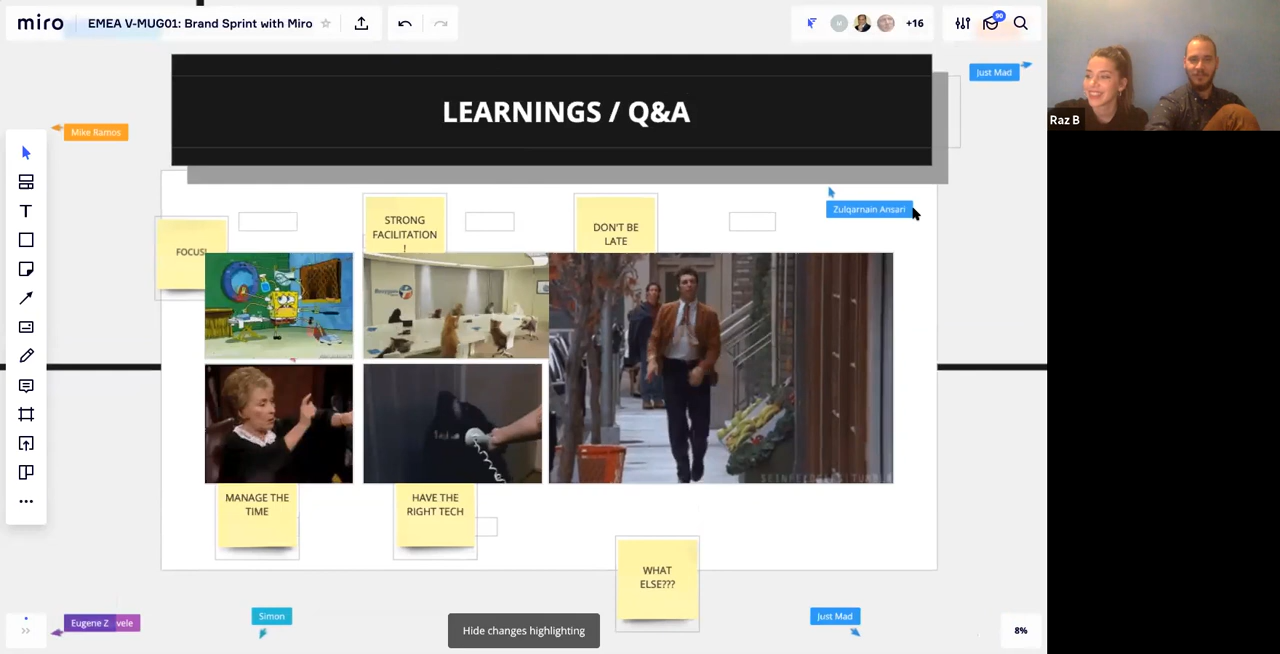 miro
EMEA V-MUG01: Brand Sprint with Miro
+16
90
LEARNINGS / Q&A
Just Mad
Mike Ramos
Raz B
Zulqarnain Ansari
FOCUS!
STRONG
FACILITATION
!
DON'T BE
LATE
MANAGE THE
TIME
HAVE THE
RIGHT TECH
WHAT
ELSE???
Eugene Z
vele
Simon
Hide changes highlighting
Just Mad
8%